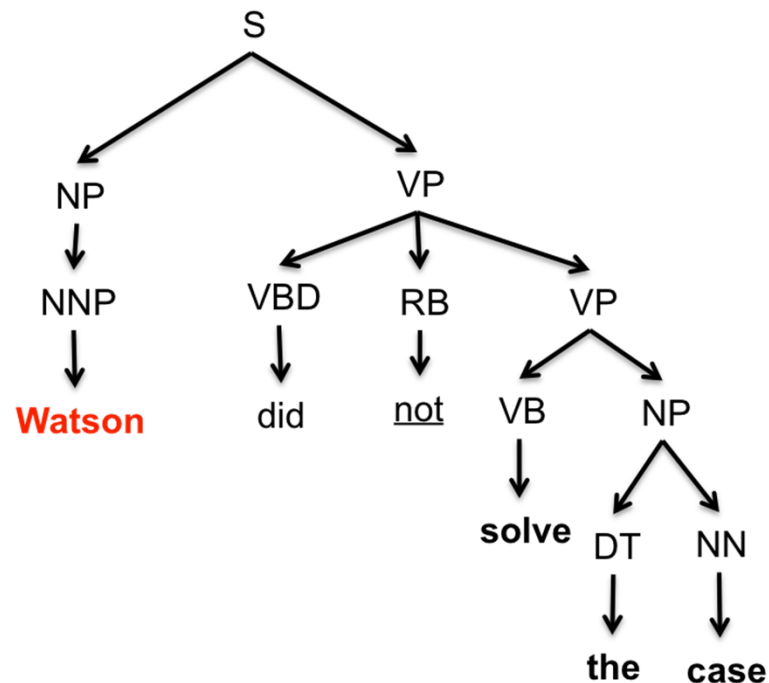 S
NP VP
NNP VBD RB VP
Watson did not VB NP
solve DT NN
the case